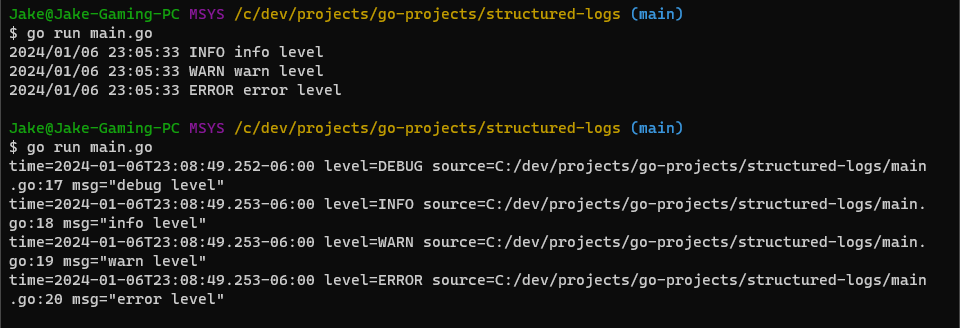 Jake@Jake-Gaming-PC MSYS /c/dev/projects/go-projects/structured-logs (main)
$ go run main.go
2024/01/06 23:05:33 INFO info level
2024/01/06 23:05:33 WARN warn level
2024/01/06 23:05:33 ERROR error level
Jake@Jake-Gaming-PC MSYS /c/dev/projects/go-projects/structured-logs (main)
$ go run main.go
time=2024-01-06T23:08:49.252-06:00 level=DEBUG source=C:/dev/projects/go-projects/structured-logs/main
.go:17 msg="debug level"
time=2024-01-06T23:08:49.253-06:00 level=INFO source=C:/dev/projects/go-projects/structured-logs/main.
go:18 msg="info level"
time=2024-01-06T23:08:49.253-06:00 level=WARN source=C:/dev/projects/go-projects/structured-logs/main.
go:19 msg="warn level"
time=2024-01-06T23:08:49.253-06:00 level=ERROR source=C:/dev/projects/go-projects/structured-logs/main
.go:20 msg="error level"